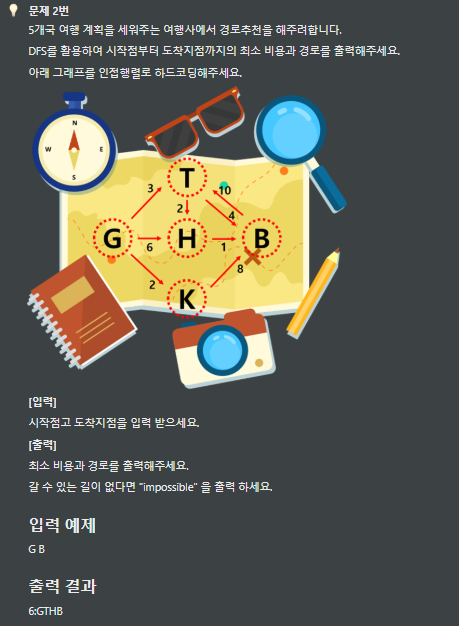 문제 2번
5개국 여행 계획을 세워주는 여행사에서 경로추천을 해주려합니다.
DFS를 활용하여 시작점부터 도착지점까지의 최소 비용과 경로를 출력해주세요.
아래 그래프를 인접행렬로 하드코딩해주세요.
N
W E
S
T
3 10
2 4
G H B
6 1
2 8
K
[입력]
시작점고 도착지점을 입력 받으세요.
[출력]
최소 비용과 경로를 출력해주세요.
갈 수 있는 길이 없다면 "impossible" 을 출력 하세요.
입력 예제
G B
출력 결과
6:GTHB